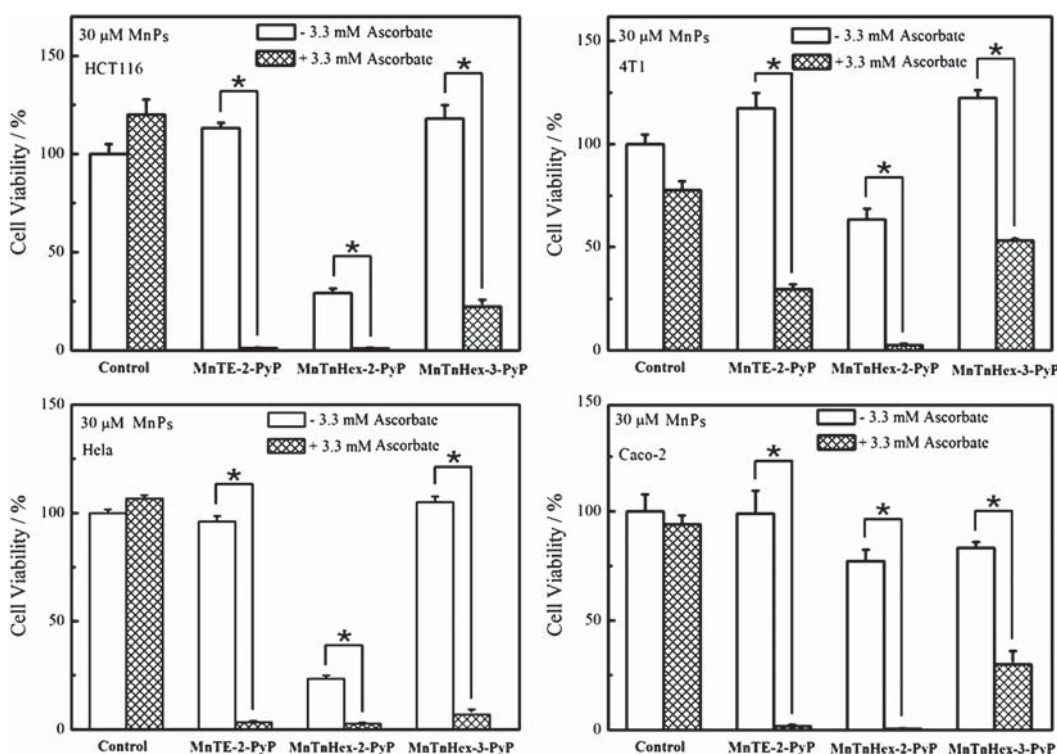 30 µM MnPs
HCT116
- 3.3 mM Ascorbate
+ 3.3 mM Ascorbate
*
*
*
Cell Viability / %
150
100
50
0
Control
MnTE-2-PyP
MnTnHex-2-PyP
MnTnHex-3-PyP
30 µM MnPs
4T1
- 3.3 mM Ascorbate
+3.3 mM Ascorbate
*
*
*
Cell Viability / %
150
100
50
0
Control
MnTE-2-PyP
MnTnHex-2-PyP
MnTnHex-3-PyP
30 µM MnPs
Hela
- 3.3 mM Ascorbate
+ 3.3 mM Ascorbate
*
*
*
Cell Viability / %
150
100
50
0
Control
MnTE-2-PyP
MnTnHex-2-PyP
MnTnHex-3-PyP
30 µM MnPs
Caco-2
- 3.3 mM Ascorbate
+ 3.3 mM Ascorbate
*
*
*
Cell Viability / %
150
100
50
0
Control
MnTE-2-PyP
MnTnHex-2-PyP
MnTnHex-3-PyP